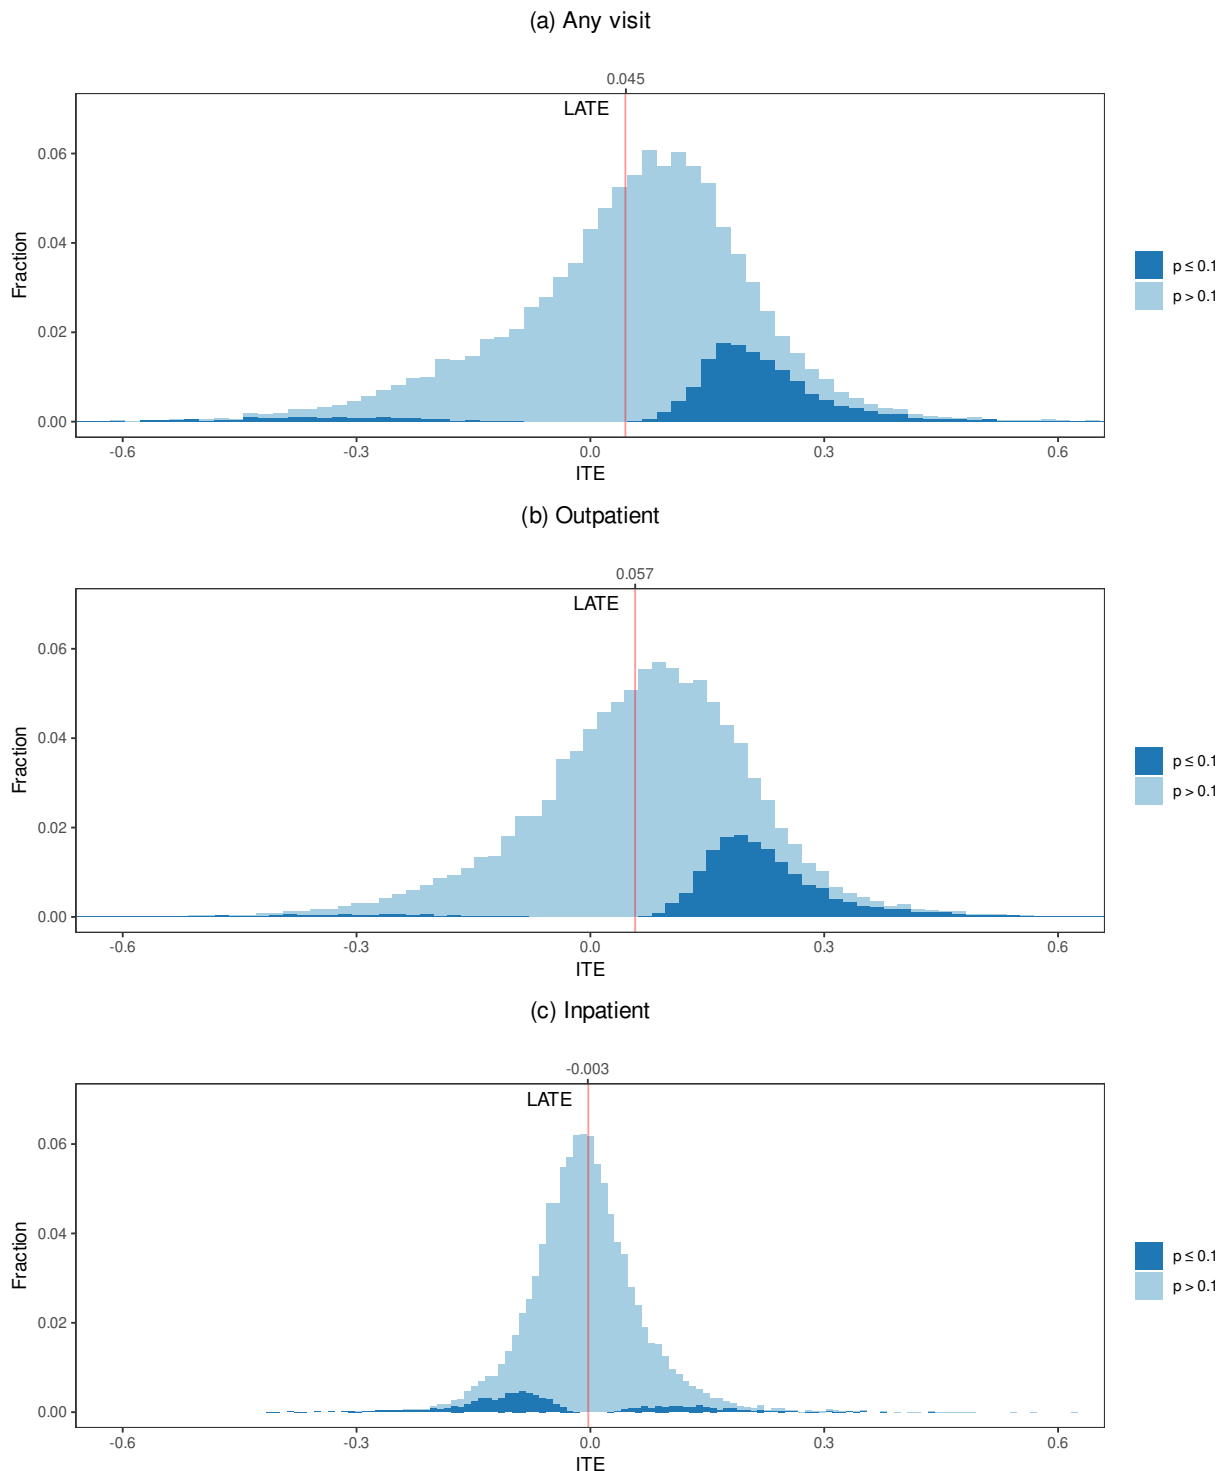 (a) Any visit
0.045
LATE
0.06
0.04
0.02
0.00
Fraction
-0.6 -0.3 0.0 0.3 0.6
ITE
p ≤ 0.1
p > 0.1
(b) Outpatient
0.057
LATE
0.06
0.04
0.02
0.00
Fraction
-0.6 -0.3 0.0 0.3 0.6
ITE
p ≤ 0.1
p > 0.1
(c) Inpatient
-0.003
LATE
0.06
0.04
0.02
0.00
Fraction
-0.6 -0.3 0.0 0.3 0.6
ITE
p ≤ 0.1
p > 0.1